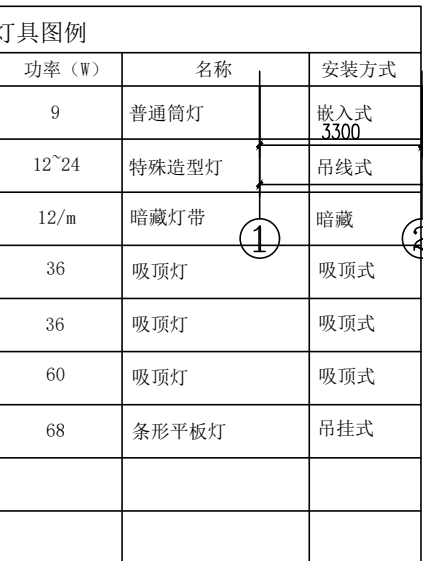 灯具图例
功率（W） 名称 安装方式
9 普通筒灯 嵌入式
3300
12~24 特殊造型灯 吊线式
12/m 暗藏灯带 暗藏
① ②
36 吸顶灯 吸顶式
36 吸顶灯 吸顶式
60 吸顶灯 吸顶式
68 条形平板灯 吊挂式